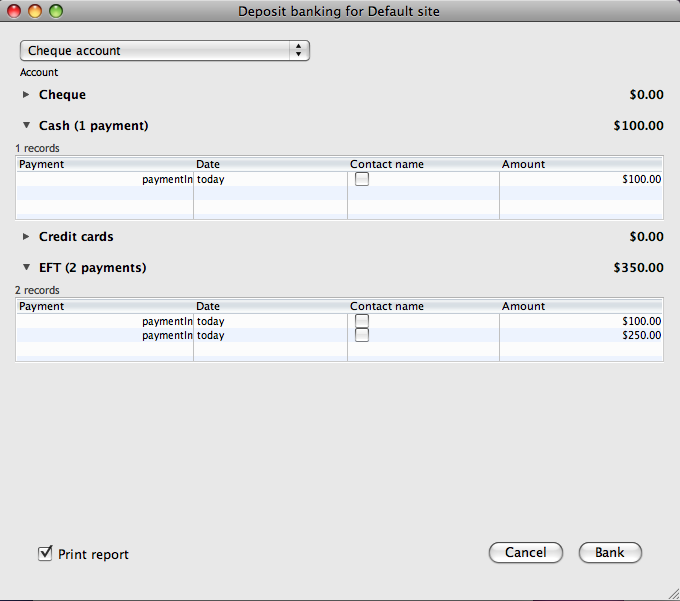 Deposit banking for Default site
Cheque account
Account
Cheque $0.00
Cash (1 payment) $100.00
1 records
Payment Date Contact name Amount
paymentIn today $100.00
Credit cards $0.00
EFT (2 payments) $350.00
2 records
Payment Date Contact name Amount
paymentIn today $100.00
paymentIn today $250.00
Print report Cancel Bank